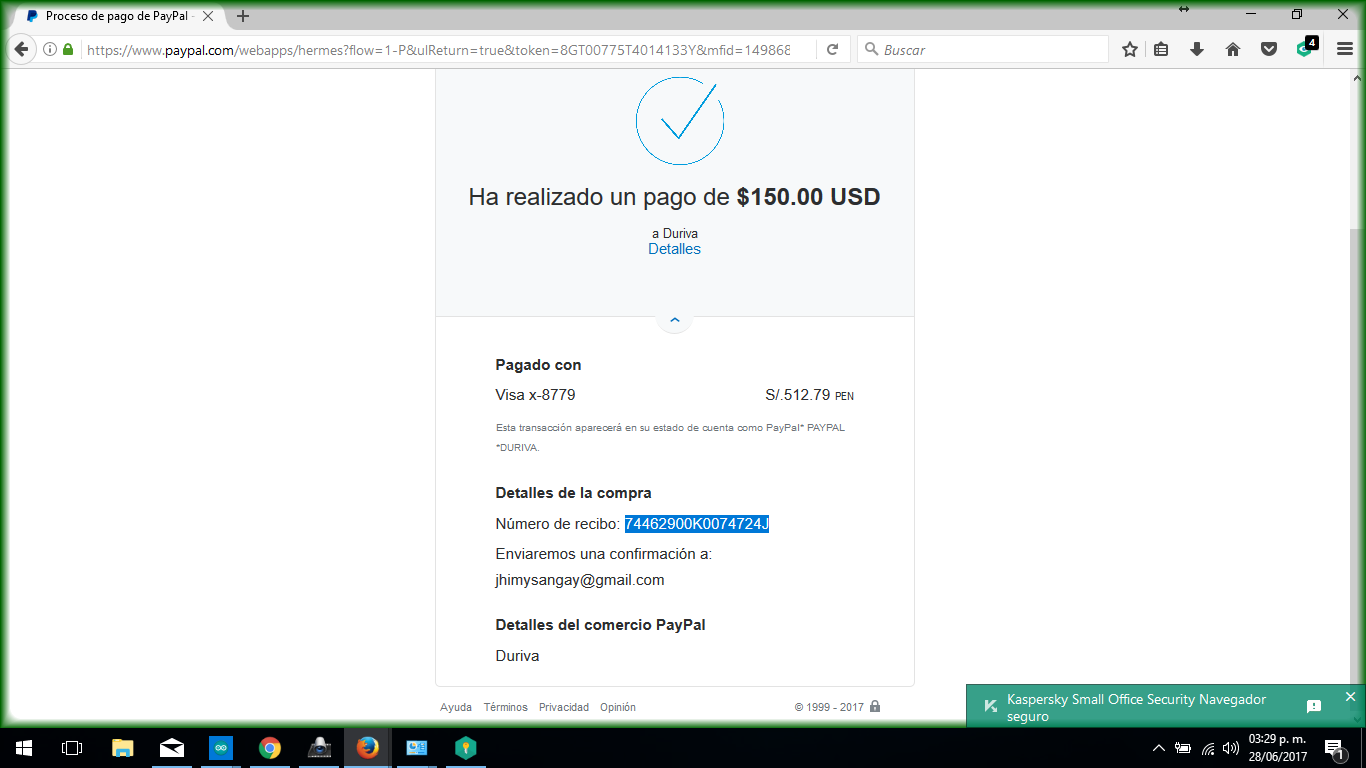 Proceso de pago de PayPal -
https://www.paypal.com/webapps/hermes?flow=1-P&ulReturn=true&token=8GT00775T4014133Y&mfid=149868
Buscar
4
Ha realizado un pago de $150.00 USD
a Duriva
Detalles
Pagado con
Visa x-8779 S/.512.79 PEN
Esta transacción aparecerá en su estado de cuenta como PayPal* PAYPAL
*DURIVA.
Detalles de la compra
Número de recibo: 74462900K0074724J
Enviaremos una confirmación a:
jhimysangay@gmail.com
Detalles del comercio PayPal
Duriva
Ayuda Términos Privacidad Opinión © 1999 - 2017
Kaspersky Small Office Security Navegador
seguro
03:29 p. m.
28/06/2017
1